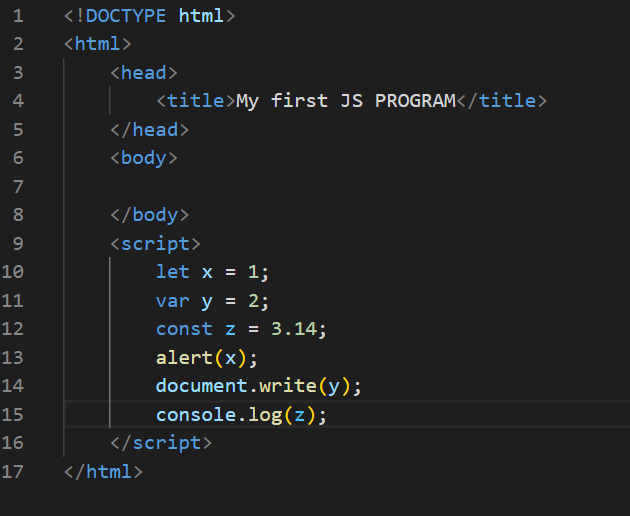 1 <!DOCTYPE html>
2 <html>
3     <head>
4         <title>My first JS PROGRAM</title>
5     </head>
6     <body>
7
8     </body>
9     <script>
10         let x = 1;
11         var y = 2;
12         const z = 3.14;
13         alert(x);
14         document.write(y);
15         console.log(z);
16     </script>
17 </html>